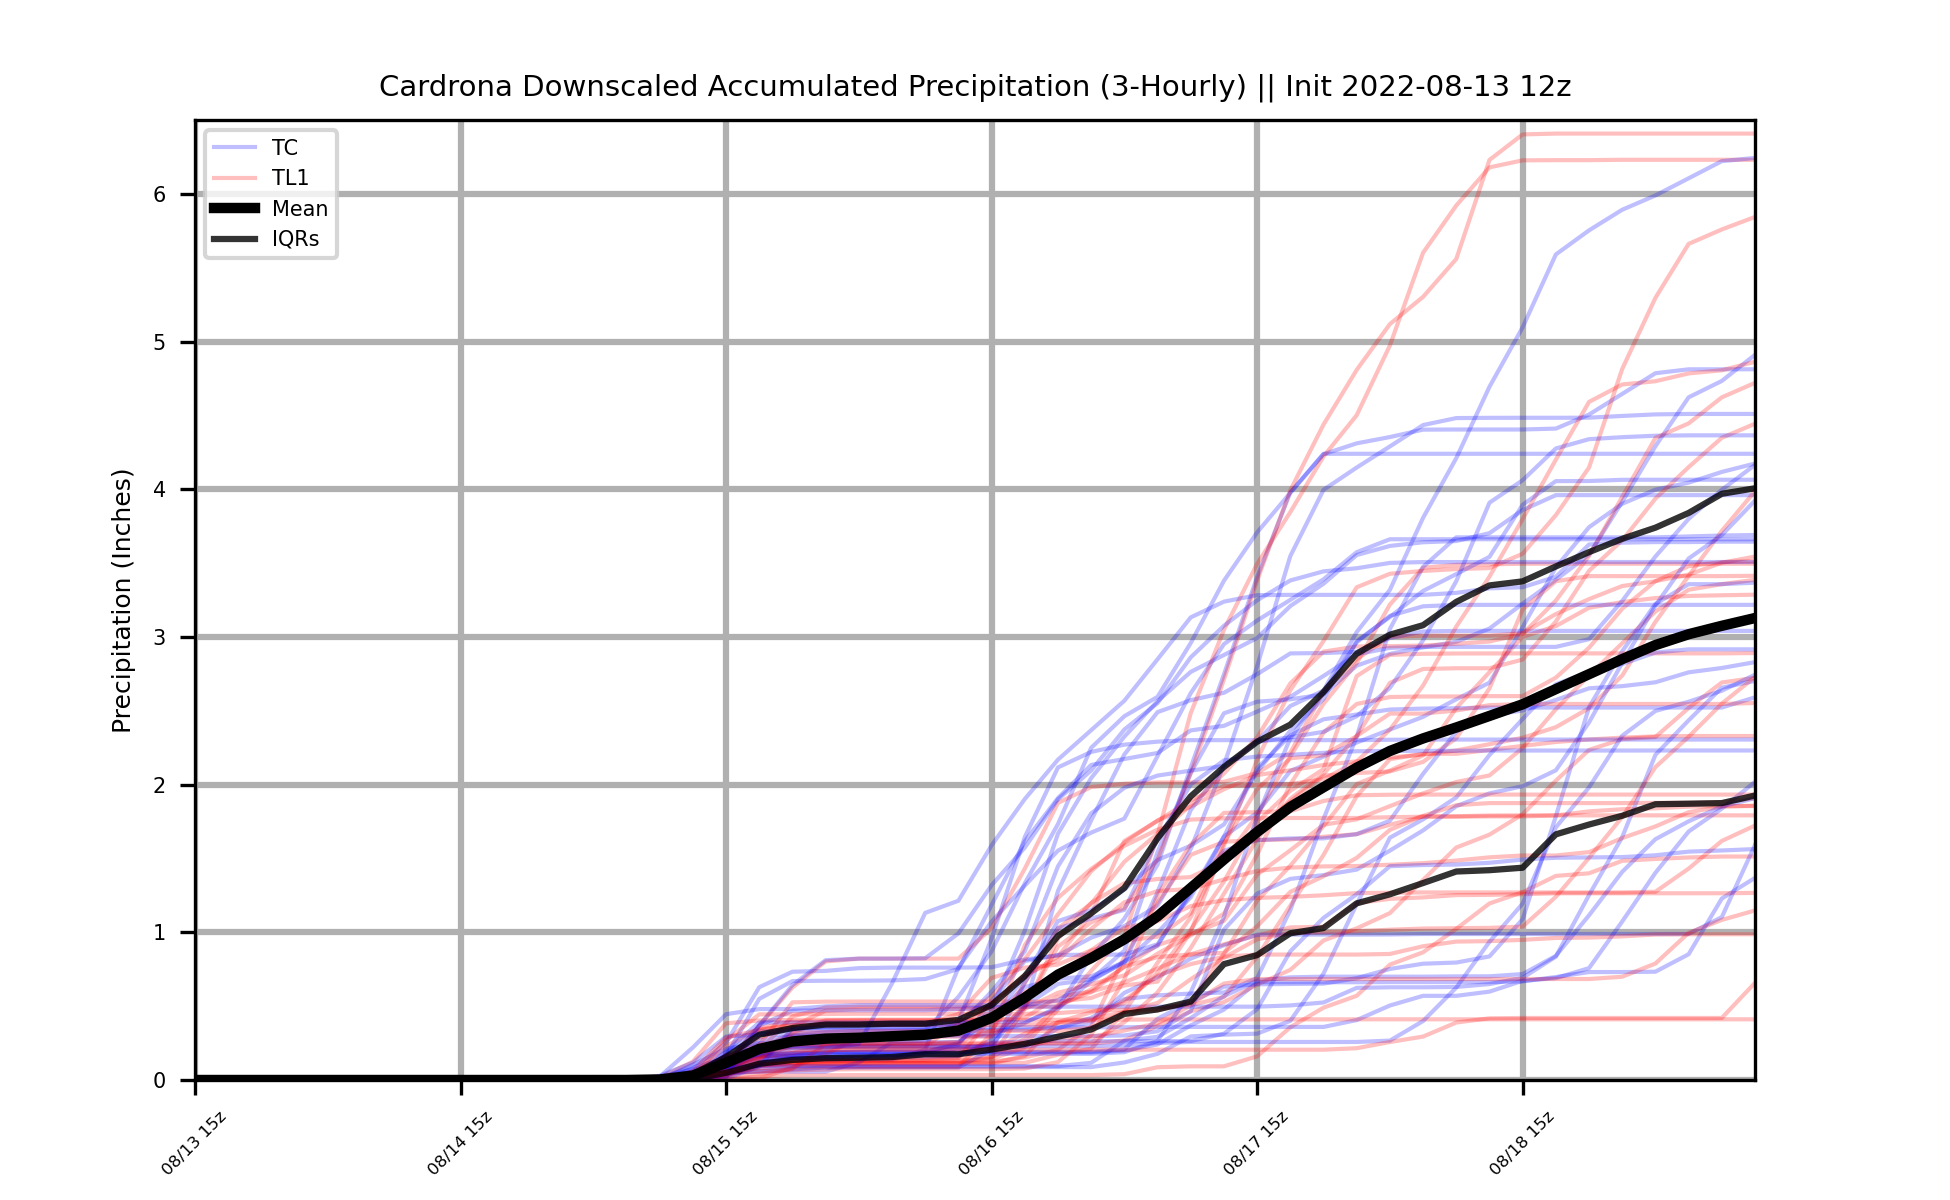 Cardrona Downscaled Accumulated Precipitation (3-Hourly) || Init 2022-08-13 12z
TC
TL1
Mean
IQRs
Precipitation (Inches)
6
5
4
3
2
1
0
08/13 15z
08/14 15z
08/15 15z
08/16 15z
08/17 15z
08/18 15z